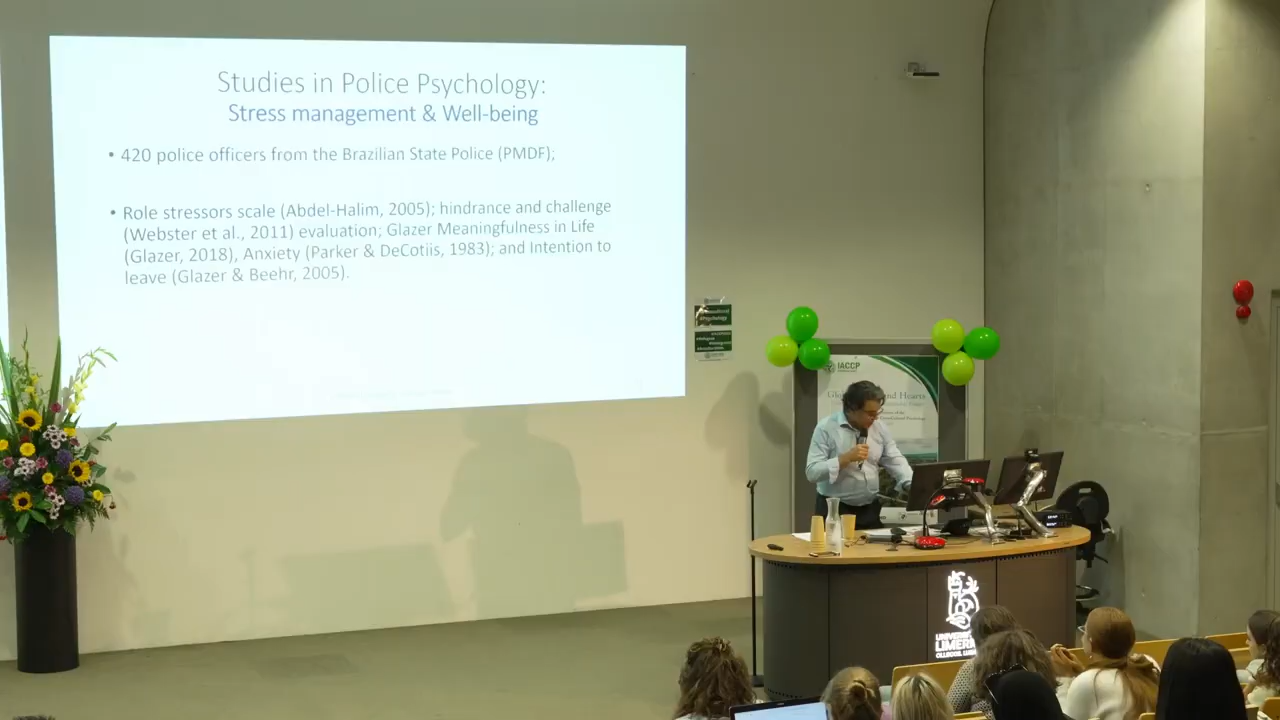 Studies in Police Psychology:
Stress management & Well-being
• 420 police officers from the Brazilian State Police (PMDF);
• Role stressors scale (Abdel-Halim, 2005); hindrance and challenge
(Webster et al., 2011) evaluation; Glazer Meaningfulness in Life
(Glazer, 2018), Anxiety (Parker & DeCotiis, 1983); and Intention to
leave (Glazer & Beehr, 2005).
IACCP